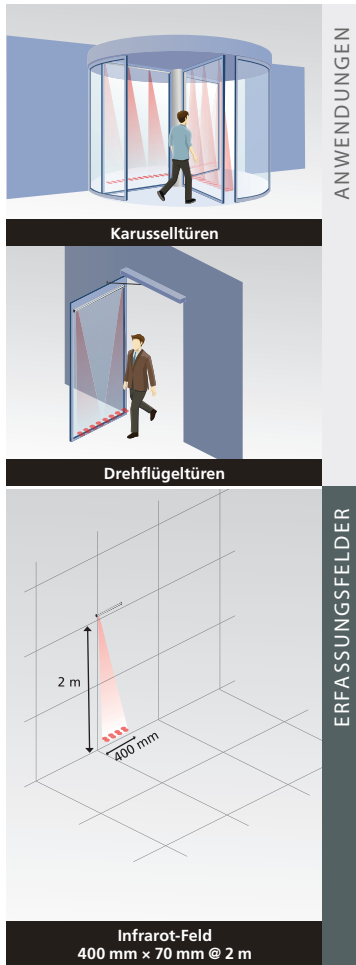 ANWENDUNGEN
Karusselltüren
Drehflügeltüren
ERFASSUNGSFELDER
2 m
400 mm
Infrarot-Feld
400 mm × 70 mm @ 2 m